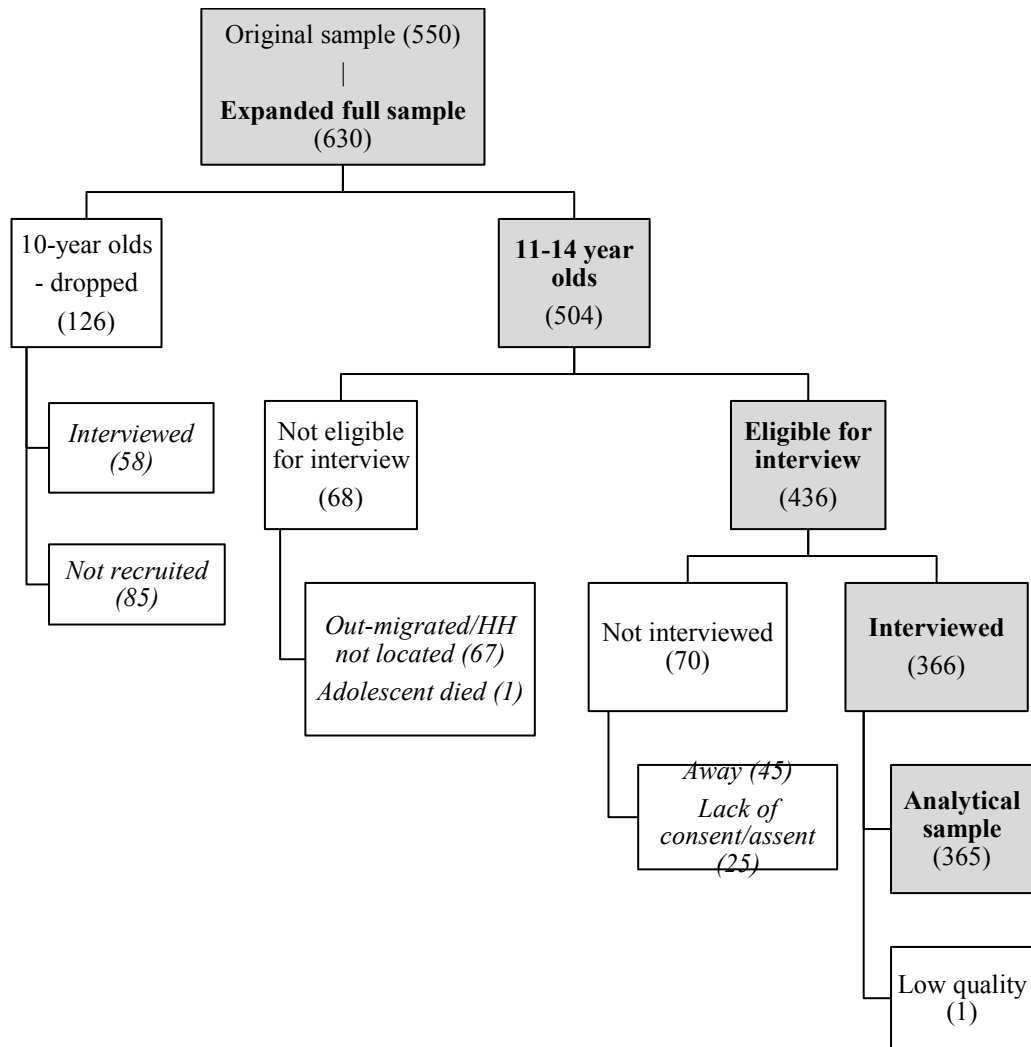 Original sample (550)
|
Expanded full sample
(630)
10-year olds
- dropped
(126)
11-14 year
olds
(504)
Interviewed
(58)
Not recruited
(85)
Not eligible
for interview
(68)
Eligible for
interview
(436)
Out-migrated/HH
not located (67)
Adolescent died (1)
Not interviewed
(70)
Interviewed
(366)
Away (45)
Lack of
consent/assent
(25)
Analytical
sample
(365)
Low quality
(1)